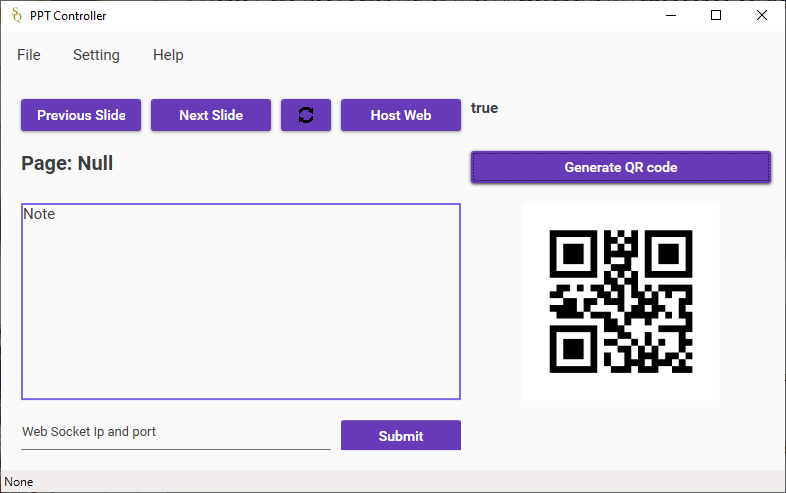 PPT Controller
File Setting Help
Previous Slide Next Slide Host Web true
Page: Null Generate QR code
Note
Web Socket Ip and port Submit
None